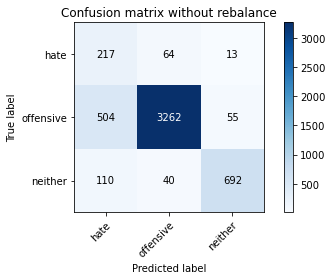 Confusion matrix without rebalance
True label
hate
offensive
neither
217 64 13
504 3262 55
110 40 692
hate
offensive
neither
Predicted label
3000
2500
2000
1500
1000
500